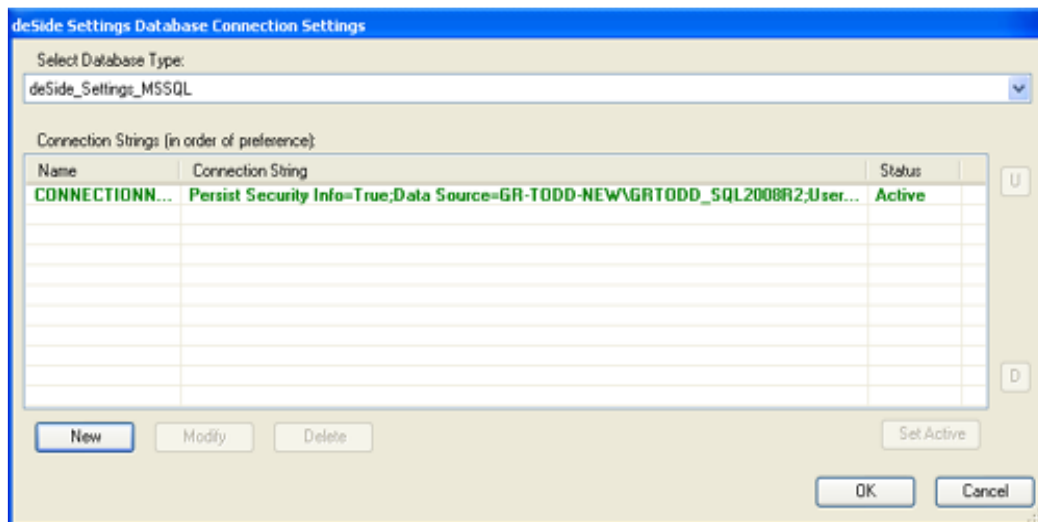 deSide Settings Database Connection Settings
Select Database Type:
deSide_Settings_MSSQL
Connection Strings (in order of preference):
Name Connection String Status
CONNECTIONN... Persist Security Info=True;Data Source=GR-TODD-NEW\GRTODD_SQL2008R2;User... Active
U
D
New Modify Delete Set Active
OK Cancel